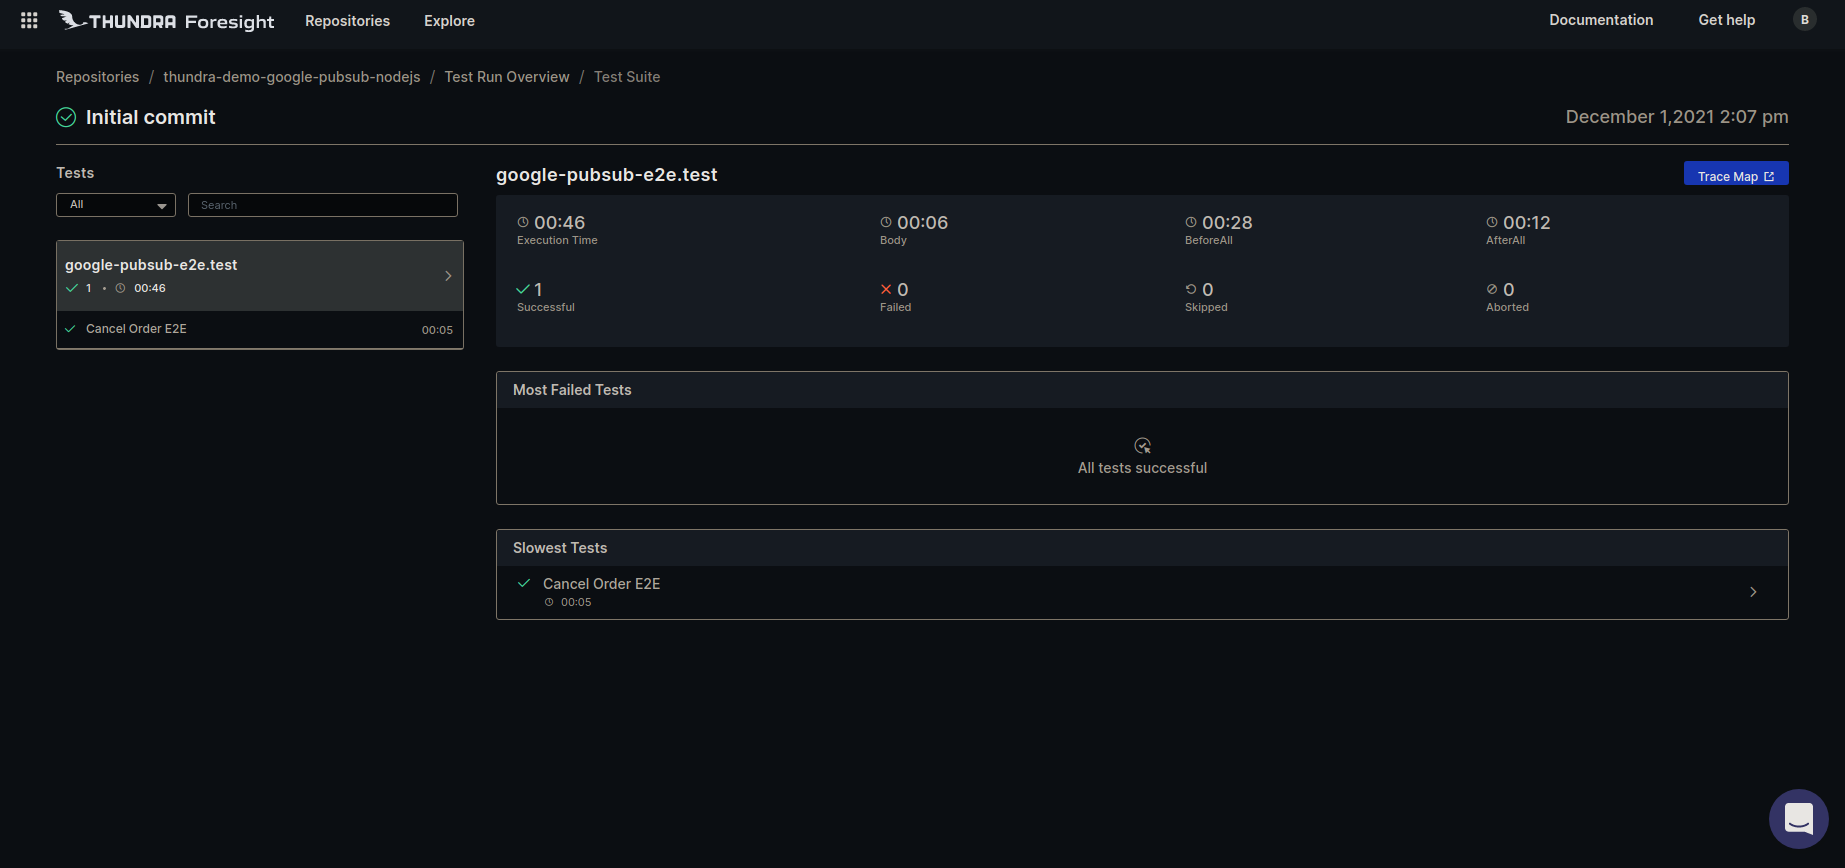 THUNDRA Foresight Repositories Explore Documentation Get help B
Repositories / thundra-demo-google-pubsub-nodejs / Test Run Overview / Test Suite
Initial commit December 1,2021 2:07 pm
Tests
All Search
google-pubsub-e2e.test
1 • 00:46
Cancel Order E2E 00:05
google-pubsub-e2e.test Trace Map
00:46 00:06 00:28 00:12
Execution Time Body BeforeAll AfterAll
1 0 0 0
Successful Failed Skipped Aborted
Most Failed Tests
All tests successful
Slowest Tests
Cancel Order E2E
00:05